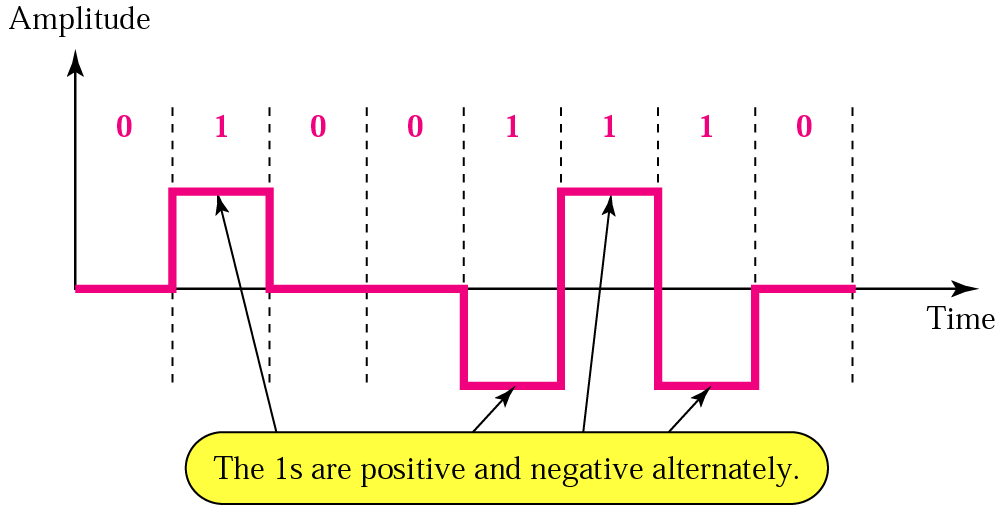 Amplitude
0 1 0 0 1 1 1 0
Time
The 1s are positive and negative alternately.